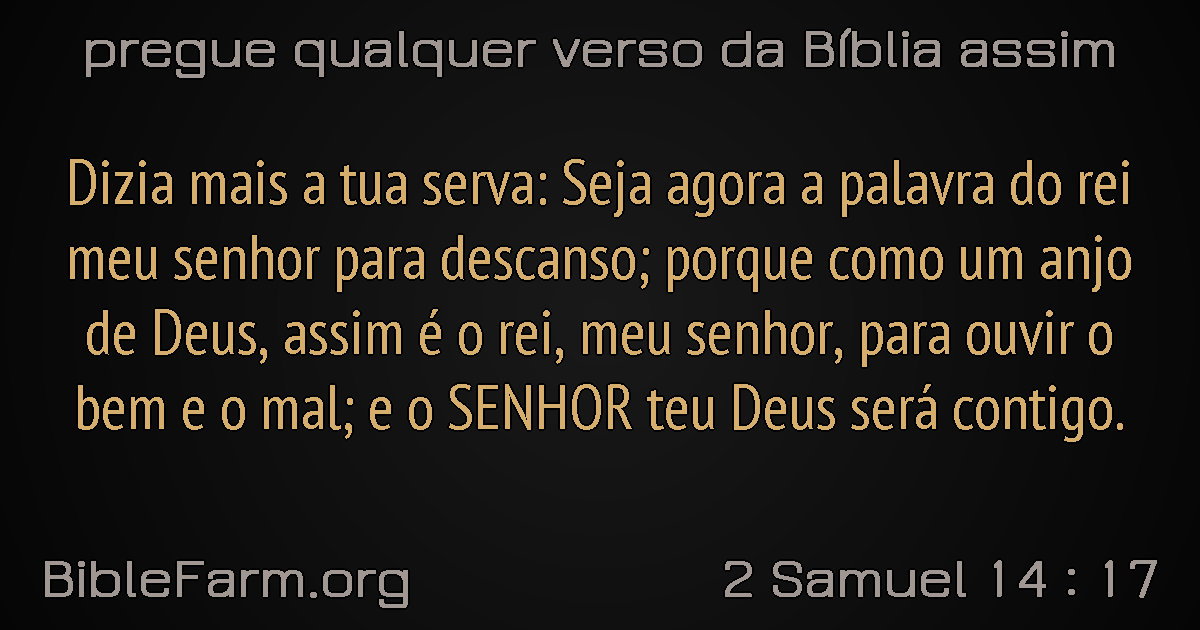 pregue qualquer verso da Bíblia assim
Dizia mais a tua serva: Seja agora a palavra do rei
meu senhor para descanso; porque como um anjo
de Deus, assim é o rei, meu senhor, para ouvir o
bem e o mal; e o SENHOR teu Deus será contigo.
BibleFarm.org
2 Samuel 14 : 17